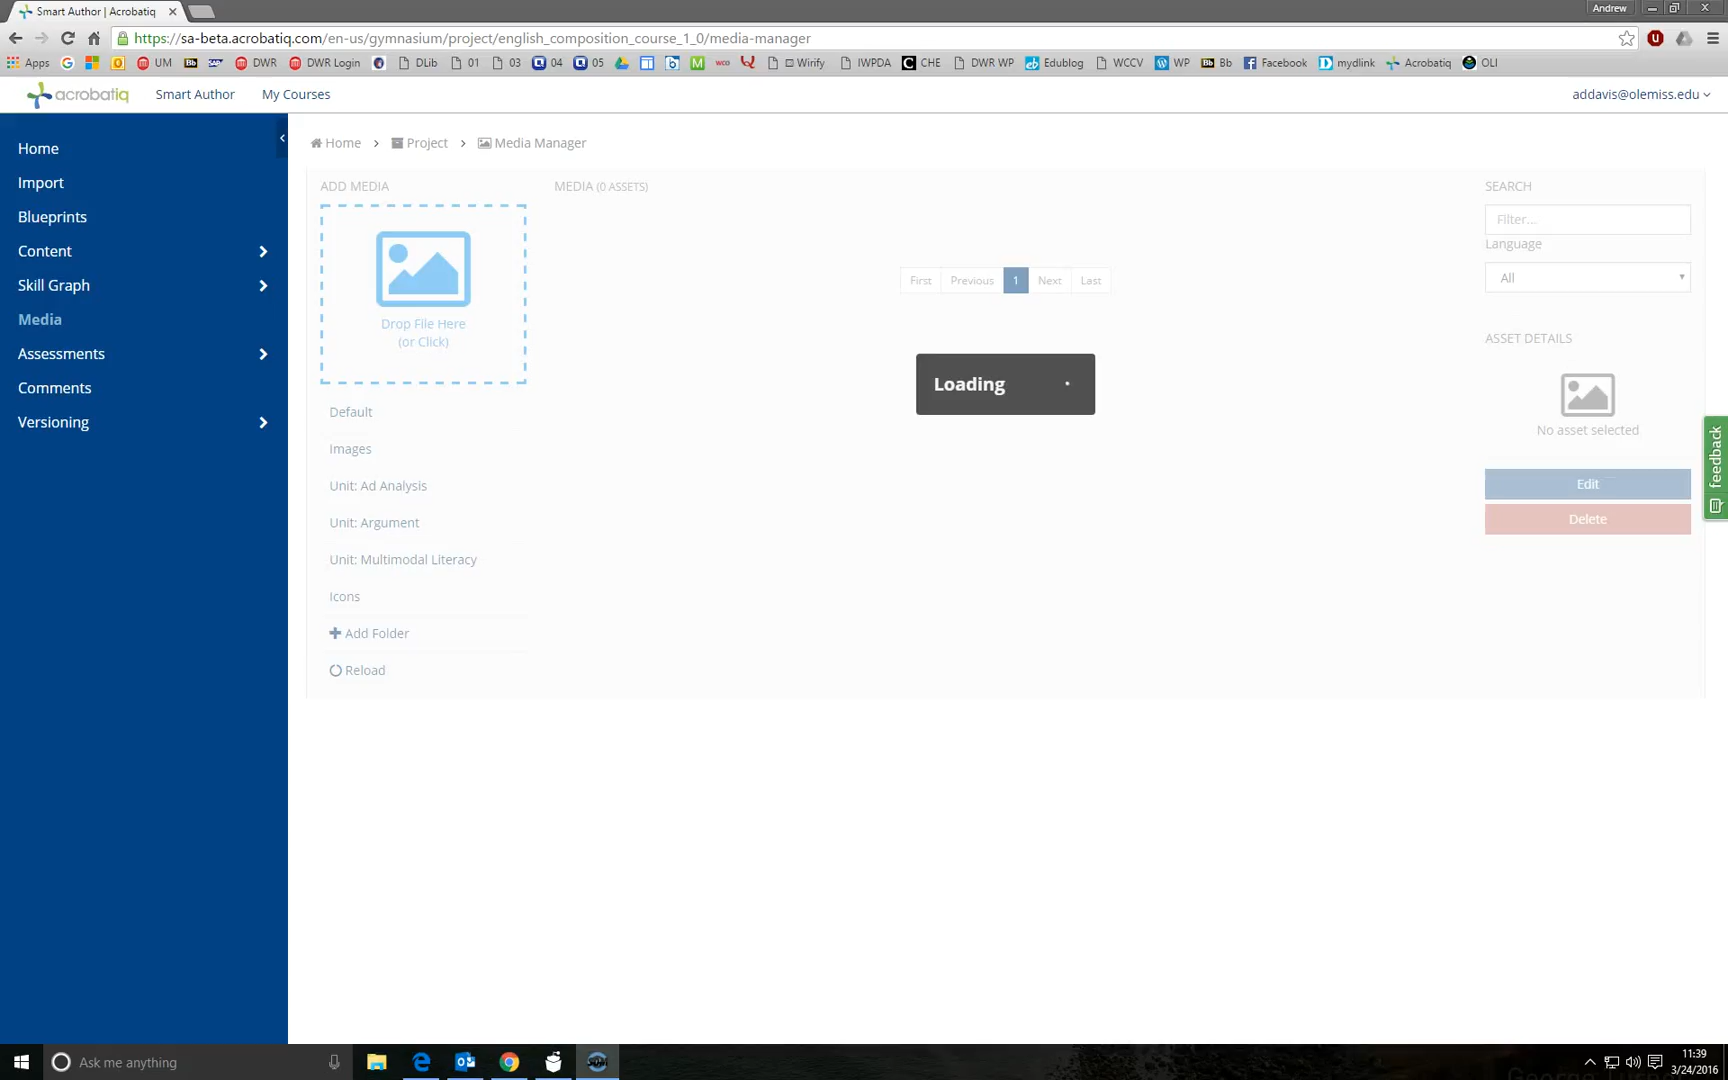 Smart Author | Acrobatiq
Andrew
https://sa-beta.acrobatiq.com/en-us/gymnasium/project/english_composition_course_1_0/media-manager
Apps UM Bb DWR DWR Login DLib 01 03 04 05 Wirify IWPDA CHE DWR WP Edublog WCCV WP Bb Facebook mydlink Acrobatiq OLI
acrobatiq Smart Author My Courses addavis@olemiss.edu
Home
Import
Blueprints
Content
Skill Graph
Media
Assessments
Comments
Versioning
Home > Project > Media Manager
ADD MEDIA
Drop File Here
(or Click)
Default
Images
Unit: Ad Analysis
Unit: Argument
Unit: Multimodal Literacy
Icons
Add Folder
Reload
MEDIA (0 ASSETS)
First Previous 1 Next Last
Loading
SEARCH
Filter...
Language
All
ASSET DETAILS
No asset selected
Edit
Delete
feedback
Ask me anything
11:39
3/24/2016